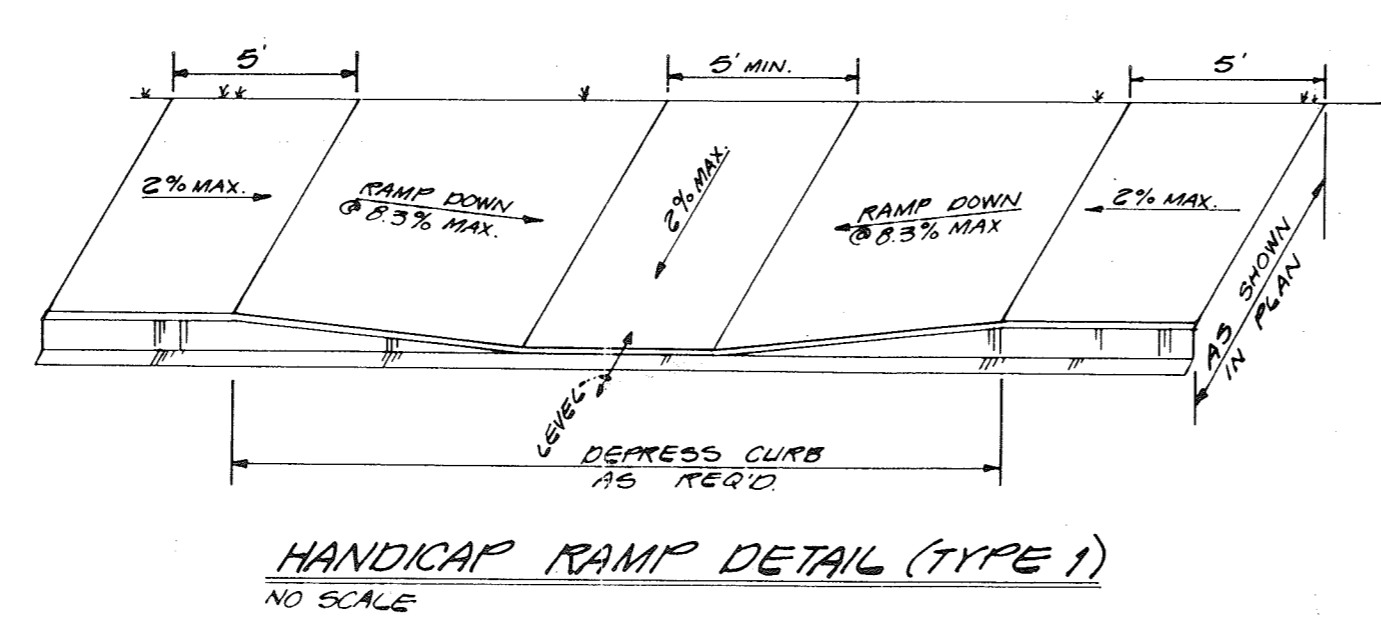 5'
5' MIN.
5'
2% MAX.
RAMP DOWN
@ 8.3% MAX.
2% MAX.
RAMP DOWN
@ 8.3% MAX
2% MAX.
AS SHOWN
IN PLAN
LEVEL
DEPRESS CURB
AS REQ'D.
HANDICAP RAMP DETAIL (TYPE 1)
NO SCALE